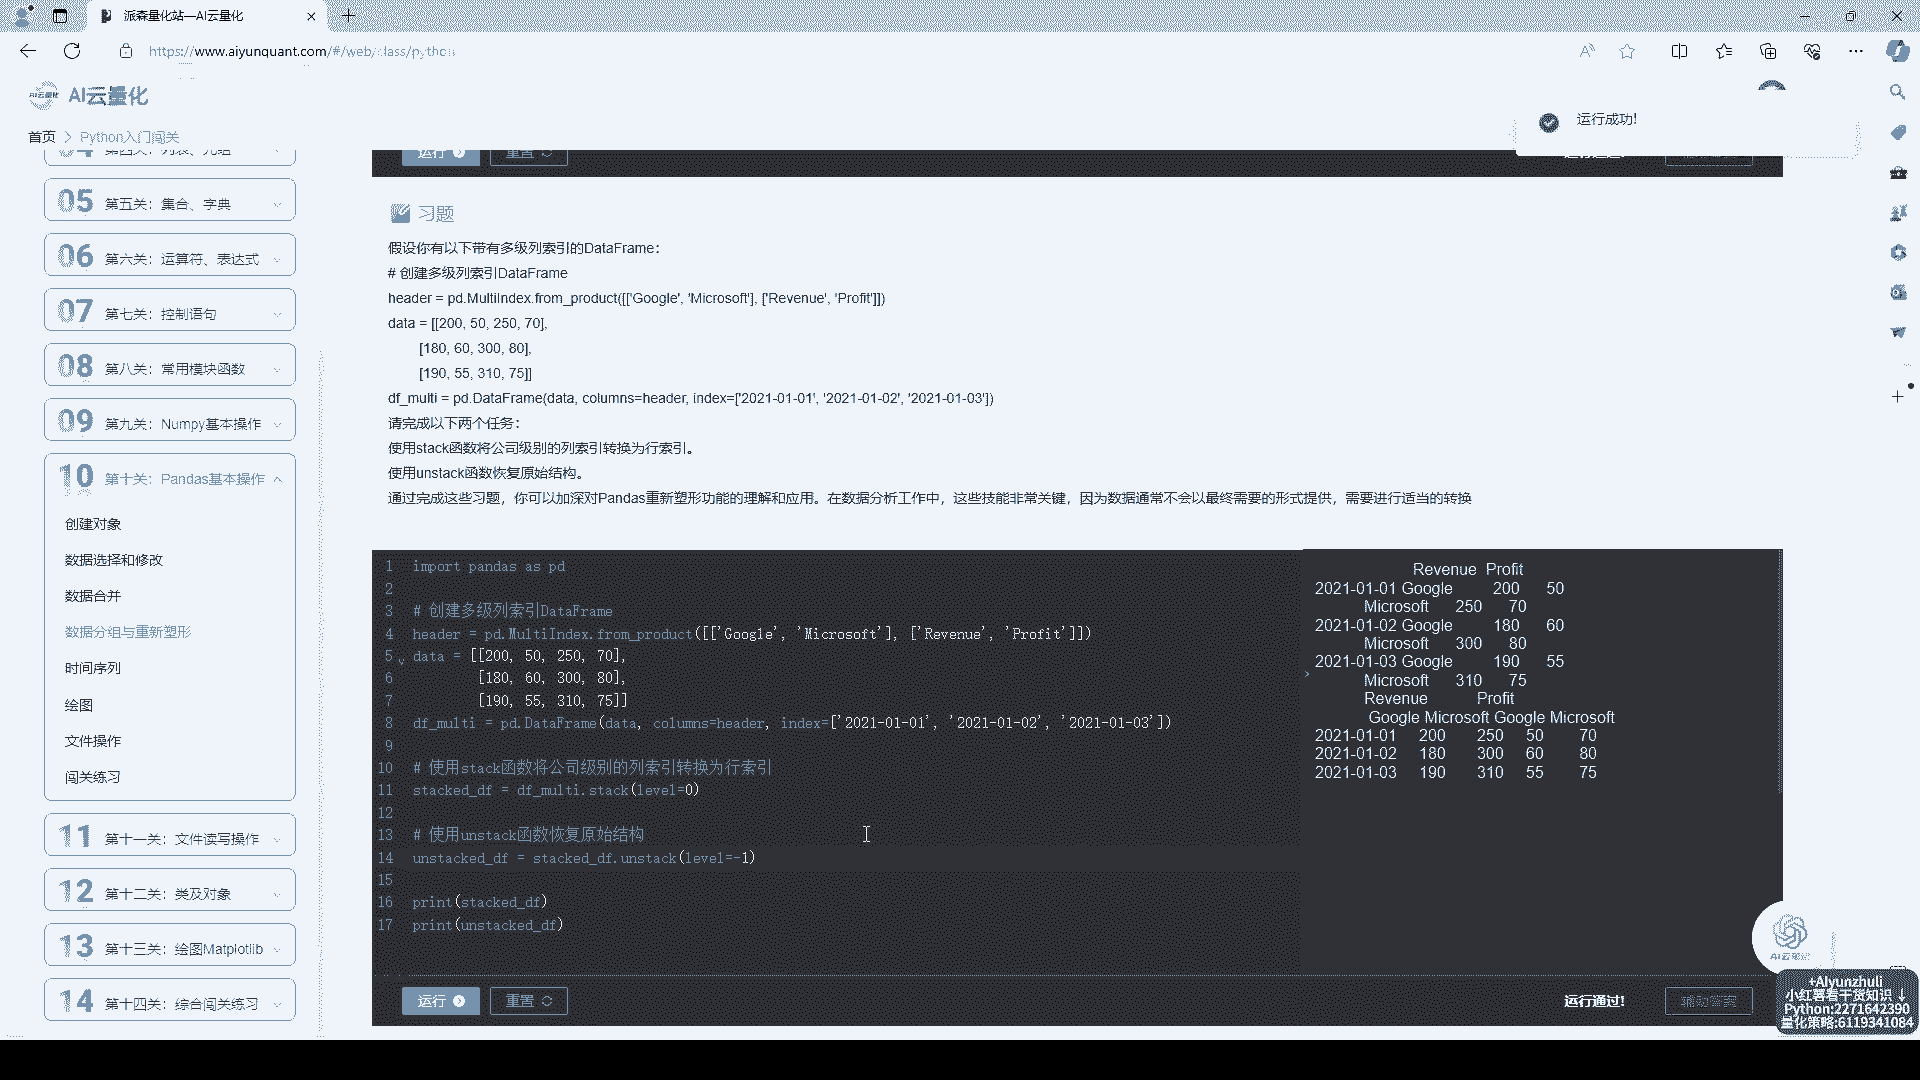 派森量化站—AI云量化
https://www.aiyunquant.com/#/web/class/python
AI云量化
首页 > Python入门闯关
运行成功!
05 第五关：集合、字典
06 第六关：运算符、表达式
07 第七关：控制语句
08 第八关：常用模块函数
09 第九关：Numpy基本操作
10 第十关：Pandas基本操作
创建对象
数据选择和修改
数据合并
数据分组与重新塑形
时间序列
绘图
文件操作
闯关练习
11 第十一关：文件读写操作
12 第十二关：类及对象
13 第十三关：绘图Matplotlib
14 第十四关：综合闯关练习
运行
重置
习题
假设你有以下带有多级列索引的DataFrame：
# 创建多级列索引DataFrame
header = pd.MultiIndex.from_product([['Google', 'Microsoft'], ['Revenue', 'Profit']])
data = [[200, 50, 250, 70],
[180, 60, 300, 80],
[190, 55, 310, 75]]
df_multi = pd.DataFrame(data, columns=header, index=['2021-01-01', '2021-01-02', '2021-01-03'])
请完成以下两个任务：
使用stack函数将公司级别的列索引转换为行索引。
使用unstack函数恢复原始结构。
通过完成这些习题，你可以加深对Pandas重新塑形功能的理解和应用。在数据分析工作中，这些技能非常关键，因为数据通常不会以最终需要的形式提供，需要进行适当的转换
1 import pandas as pd
2
3 # 创建多级列索引DataFrame
4 header = pd.MultiIndex.from_product([['Google', 'Microsoft'], ['Revenue', 'Profit']])
5 data = [[200, 50, 250, 70],
6 [180, 60, 300, 80],
7 [190, 55, 310, 75]]
8 df_multi = pd.DataFrame(data, columns=header, index=['2021-01-01', '2021-01-02', '2021-01-03'])
9
10 # 使用stack函数将公司级别的列索引转换为行索引
11 stacked_df = df_multi.stack(level=0)
12
13 # 使用unstack函数恢复原始结构
14 unstacked_df = stacked_df.unstack(level=-1)
15
16 print(stacked_df)
17 print(unstacked_df)
Revenue Profit
2021-01-01 Google 200 50
Microsoft 250 70
2021-01-02 Google 180 60
Microsoft 300 80
2021-01-03 Google 190 55
Microsoft 310 75
Revenue Profit
Google Microsoft Google Microsoft
2021-01-01 200 250 50 70
2021-01-02 180 300 60 80
2021-01-03 190 310 55 75
运行
重置
运行通过!
辅助答案
+AIyunzhuli
小红薯看干货知识 ↓
Python:2271642390
量化策略:6119341084